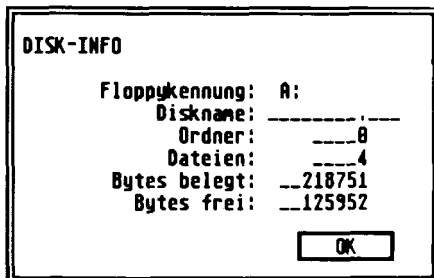 DISK-INFO
Floppykennung: A:
Diskname: ________.___
Ordner: ____0
Dateien: ____4
Bytes belegt: __218751
Bytes frei: __125952
OK